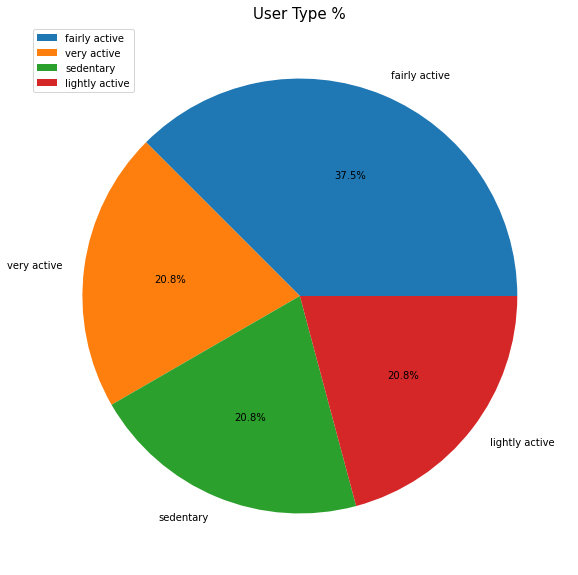 User Type %
fairly active
very active
sedentary
lightly active
fairly active
37.5%
very active
20.8%
20.8%
sedentary
20.8%
lightly active